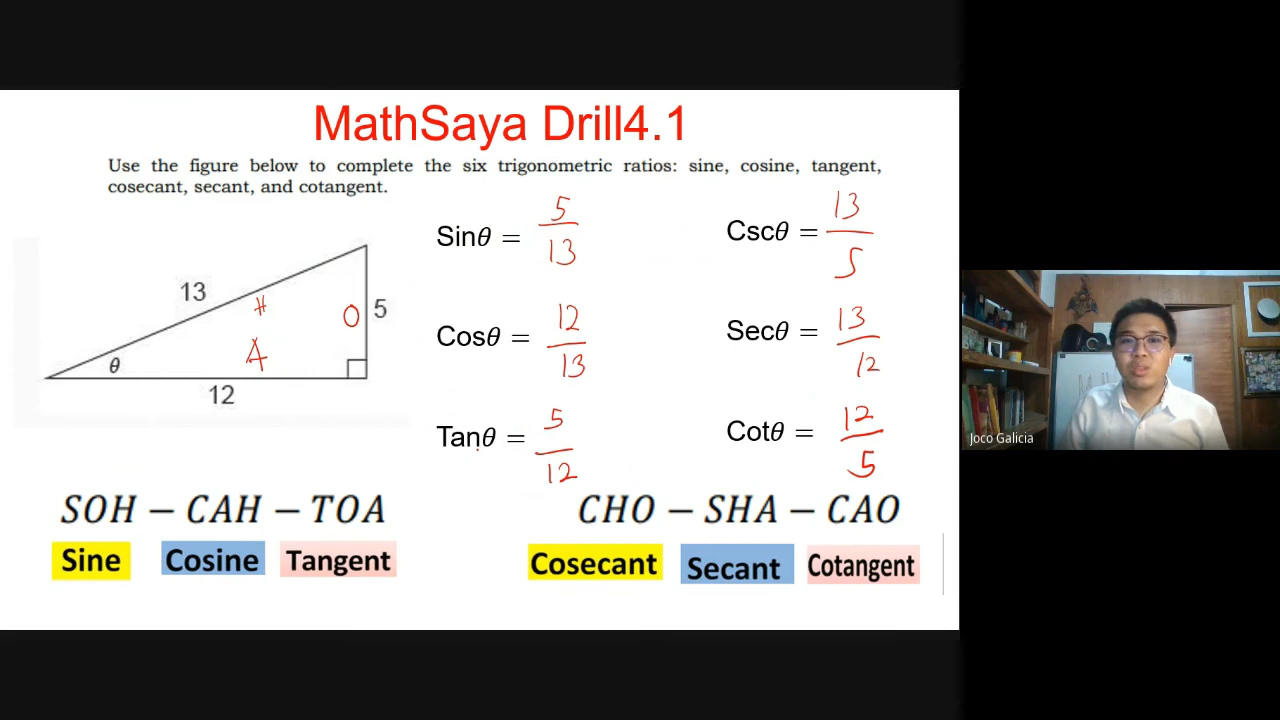 MathSaya Drill4.1
Use the figure below to complete the six trigonometric ratios: sine, cosine, tangent,
cosecant, secant, and cotangent.
Sinθ = 5/13
Cscθ = 13/5
13
H
O
5
θ
A
12
Cosθ = 12/13
Secθ = 13/12
Tanθ = 5/12
Cotθ = 12/5
SOH − CAH − TOA
CHO − SHA − CAO
Sine
Cosine
Tangent
Cosecant
Secant
Cotangent
Joco Galicia